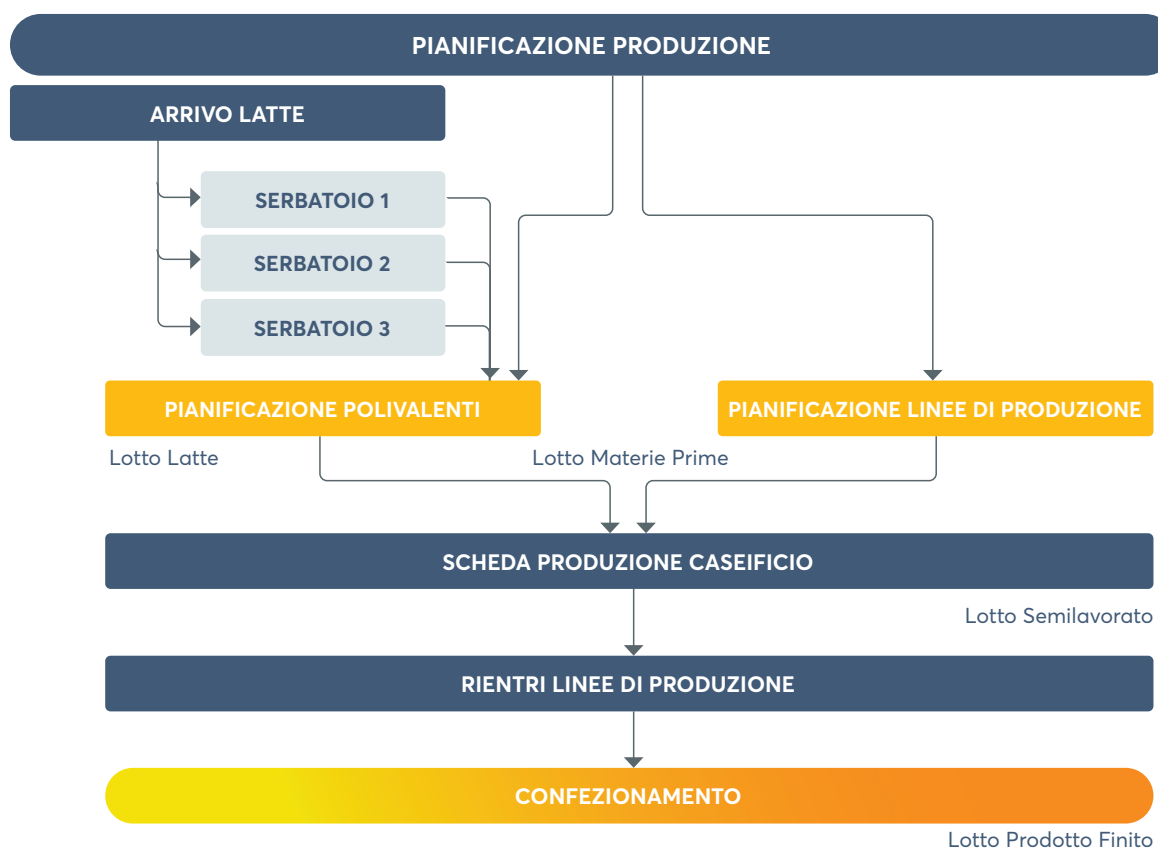 PIANIFICAZIONE PRODUZIONE
ARRIVO LATTE
SERBATOIO 1
SERBATOIO 2
SERBATOIO 3
PIANIFICAZIONE POLIVALENTI
PIANIFICAZIONE LINEE DI PRODUZIONE
Lotto Latte
Lotto Materie Prime
SCHEDA PRODUZIONE CASEIFICIO
Lotto Semilavorato
RIENTRI LINEE DI PRODUZIONE
CONFEZIONAMENTO
Lotto Prodotto Finito